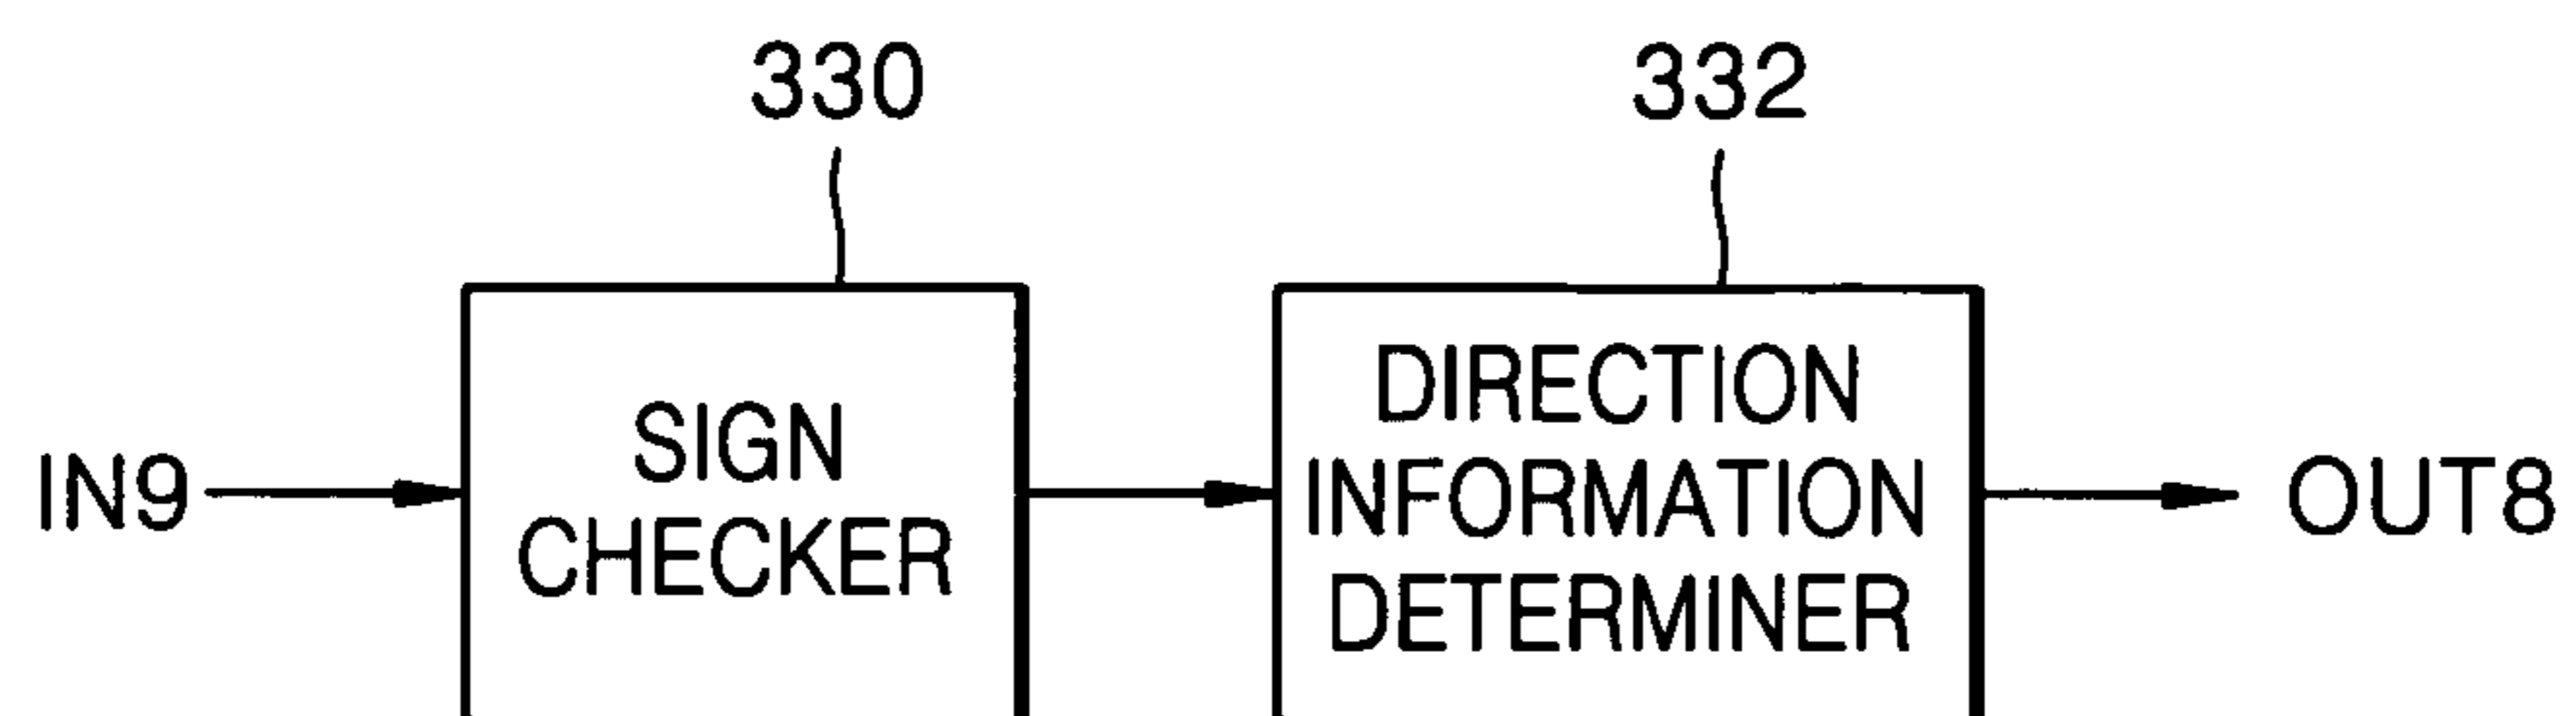 330
332
IN9
SIGN
CHECKER
DIRECTION
INFORMATION
DETERMINER
OUT8